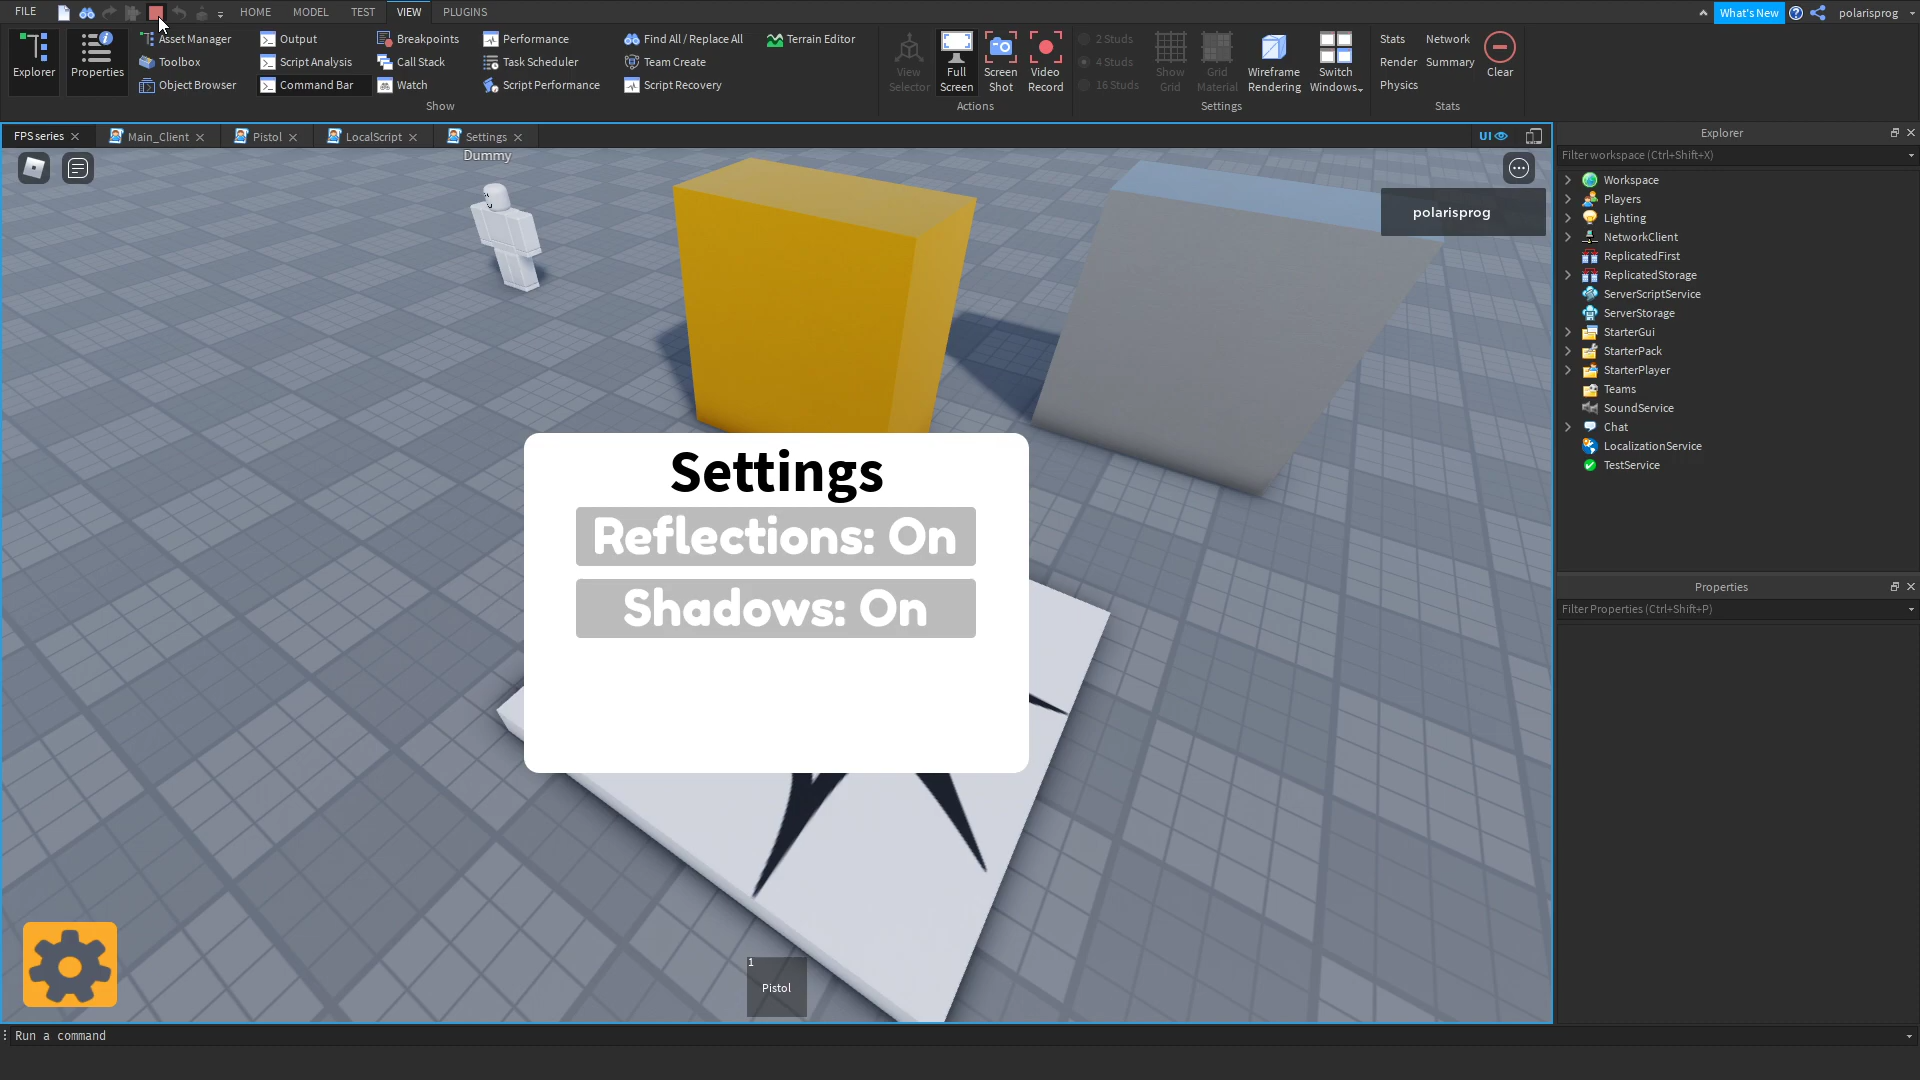 FILE
HOME
MODEL
TEST
VIEW
PLUGINS
What's New
polarisprog
Explorer
Properties
Asset Manager
Toolbox
Object Browser
Output
Script Analysis
Command Bar
Breakpoints
Call Stack
Watch
Performance
Task Scheduler
Script Performance
Find All / Replace All
Team Create
Script Recovery
Terrain Editor
Show
View
Selector
Full
Screen
Screen
Shot
Video
Record
Actions
2 Studs
4 Studs
16 Studs
Show
Grid
Grid
Material
Wireframe
Rendering
Switch
Windows
Settings
Stats
Network
Render
Summary
Physics
Clear
Stats
FPS series
Main_Client
Pistol
LocalScript
Settings
UI
Dummy
polarisprog
Settings
Reflections: On
Shadows: On
1
Pistol
Explorer
Filter workspace (Ctrl+Shift+X)
Workspace
Players
Lighting
NetworkClient
ReplicatedFirst
ReplicatedStorage
ServerScriptService
ServerStorage
StarterGui
StarterPack
StarterPlayer
Teams
SoundService
Chat
LocalizationService
TestService
Properties
Filter Properties (Ctrl+Shift+P)
Run a command